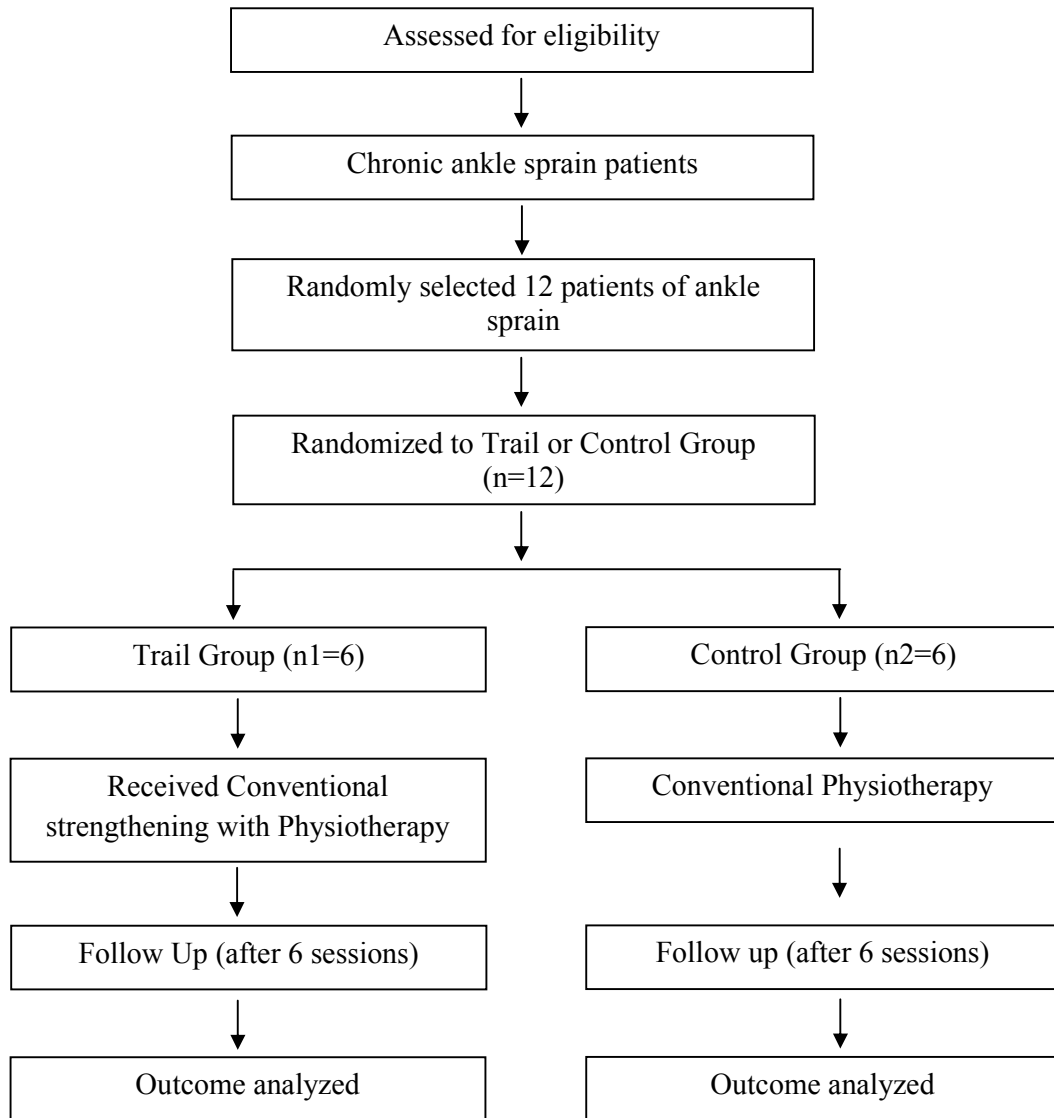 Assessed for eligibility
Chronic ankle sprain patients
Randomly selected 12 patients of ankle
sprain
Randomized to Trail or Control Group
(n=12)
Trail Group (n1=6)
Control Group (n2=6)
Received Conventional
strengthening with Physiotherapy
Conventional Physiotherapy
Follow Up (after 6 sessions)
Follow up (after 6 sessions)
Outcome analyzed
Outcome analyzed